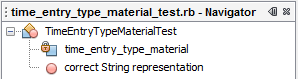 time_entry_type_material_test.rb - Navigator
TimeEntryTypeMaterialTest
time_entry_type_material
correct String representation